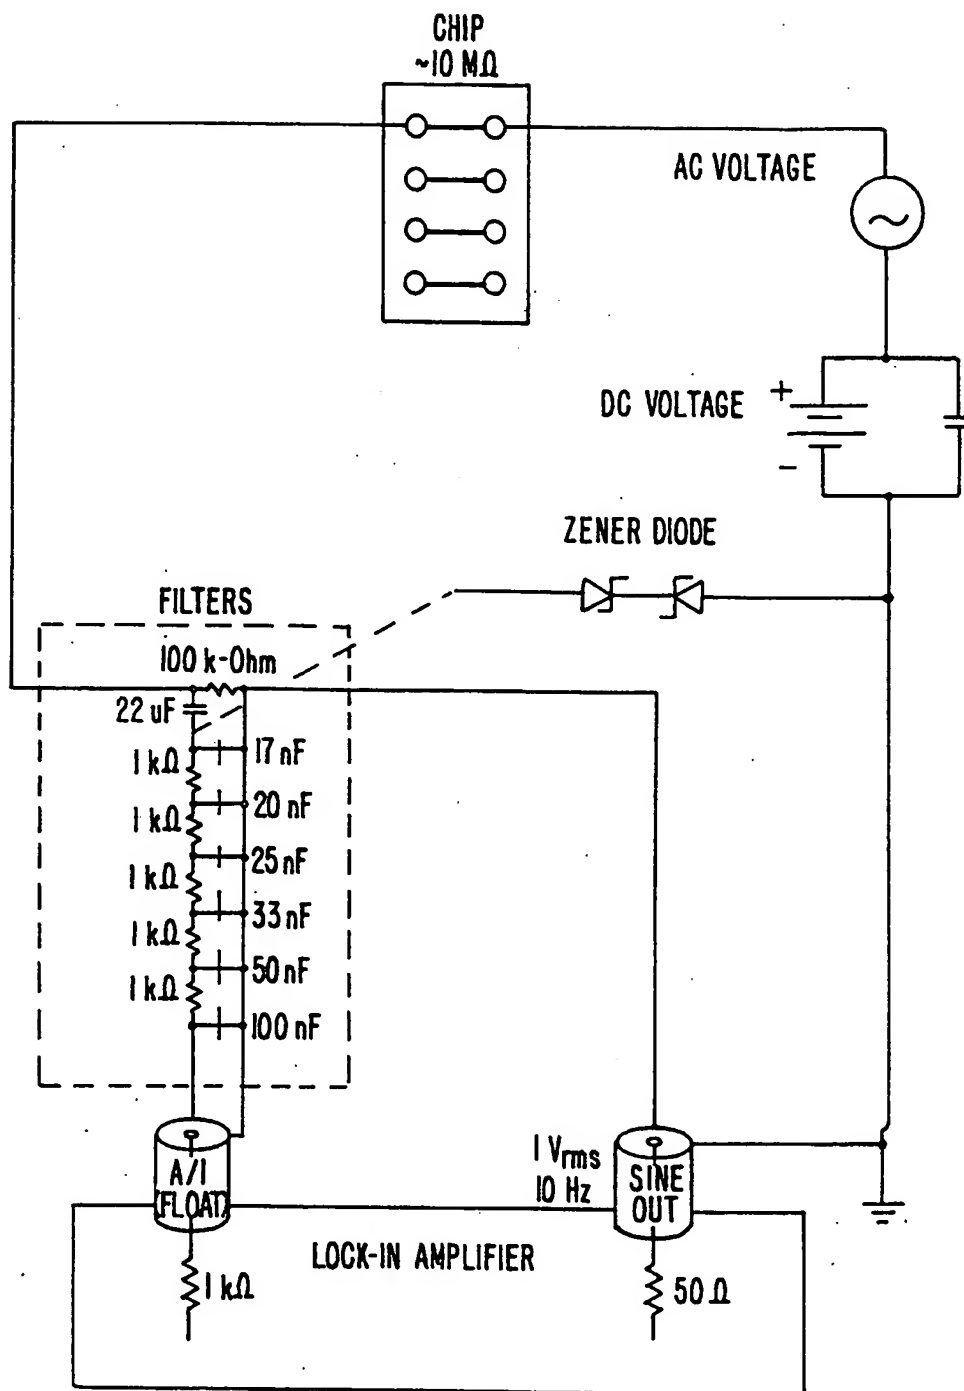 CHIP
~10 MΩ
AC VOLTAGE
DC VOLTAGE
+
−
ZENER DIODE
FILTERS
100 k-Ohm
22 uF
1 kΩ
17 nF
1 kΩ
20 nF
1 kΩ
25 nF
1 kΩ
33 nF
1 kΩ
50 nF
100 nF
A/1
(FLOAT)
1 Vrms
10 Hz
SINE
OUT
LOCK-IN AMPLIFIER
1 kΩ
50 Ω